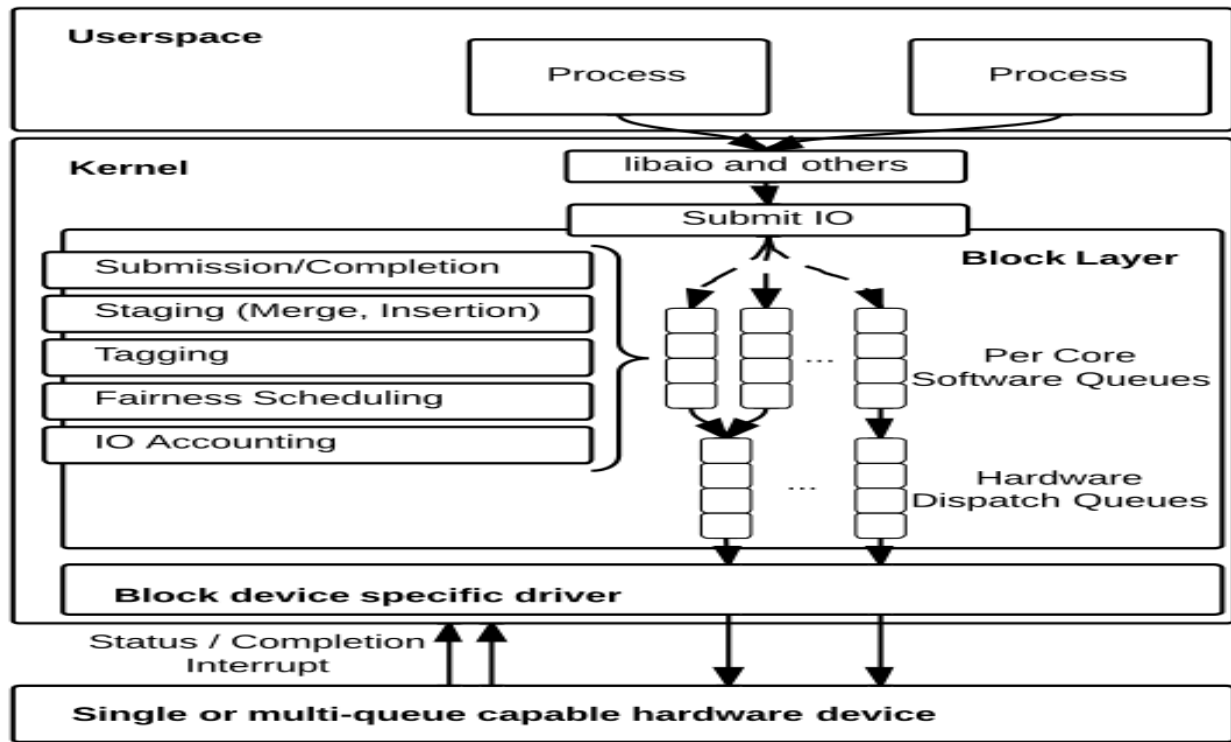 Userspace
Process
Process
Kernel
libaio and others
Submit IO
Block Layer
Submission/Completion
Staging (Merge, Insertion)
Tagging
Fairness Scheduling
IO Accounting
...
Per Core
Software Queues
...
Hardware
Dispatch Queues
Block device specific driver
Status / Completion
Interrupt
Single or multi-queue capable hardware device